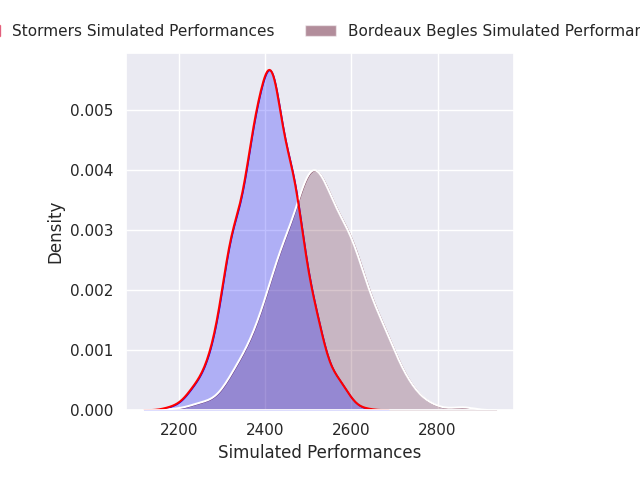 Stormers Simulated Performances
Bordeaux Begles Simulated
0.005
0.004
0.003
0.002
0.001
0.000
Density
2200 2400 2600 2800
Simulated Performances